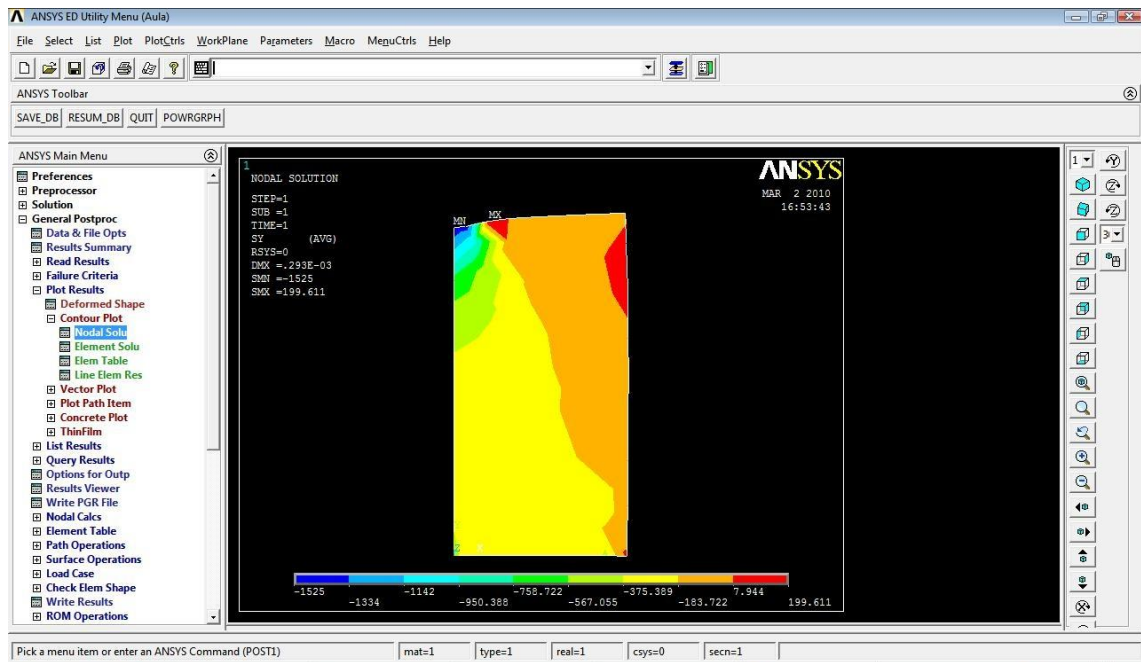 ANSYS ED Utility Menu (Aula)
File Select List Plot PlotCtrls WorkPlane Parameters Macro MenuCtrls Help
ANSYS Toolbar
SAVE_DB RESUM_DB QUIT POWRGRPH
ANSYS Main Menu
Preferences
Preprocessor
Solution
General Postproc
Data & File Opts
Results Summary
Read Results
Failure Criteria
Plot Results
Deformed Shape
Contour Plot
Nodal Solu
Element Solu
Elem Table
Line Elem Res
Vector Plot
Plot Path Item
Concrete Plot
ThinFilm
List Results
Query Results
Options for Outp
Results Viewer
Write PGR File
Nodal Calcs
Element Table
Path Operations
Surface Operations
Load Case
Check Elem Shape
Write Results
ROM Operations
1
NODAL SOLUTION
STEP=1
SUB =1
TIME=1
SY (AVG)
RSYS=0
DMX =.293E-03
SMN =-1525
SMX =199.611
ANSYS
MAR 2 2010
16:53:43
MN MX
Y
Z X
-1525 -1142 -758.722 -375.389 7.944
-1334 -950.388 -567.055 -183.722 199.611
1
3
Pick a menu item or enter an ANSYS Command (POST1) mat=1 type=1 real=1 csys=0 secn=1